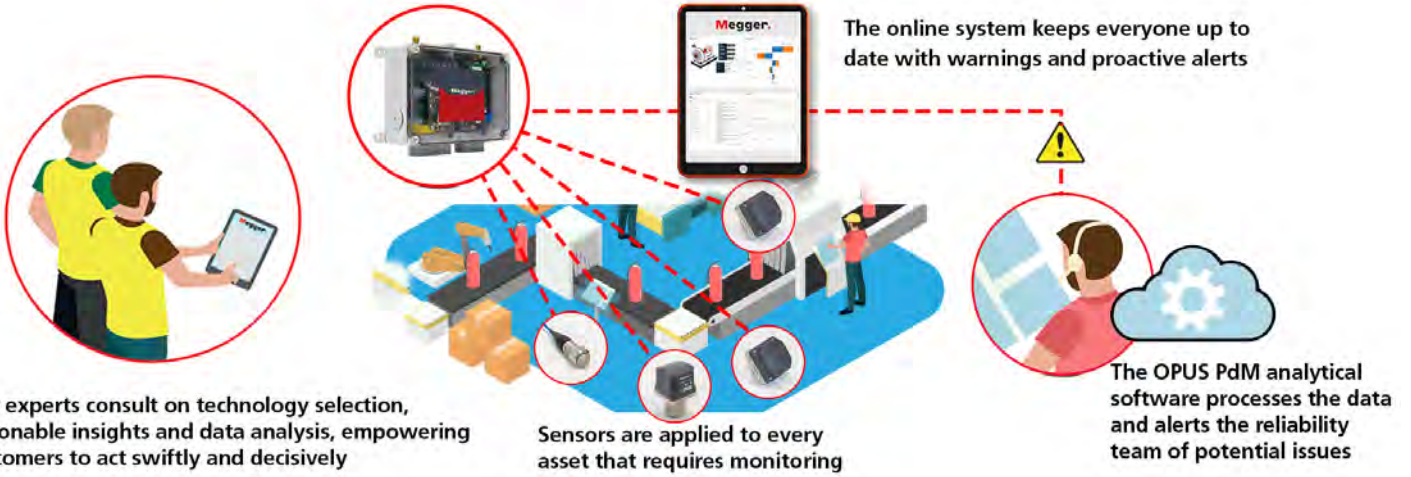 Megger.
The online system keeps everyone up to
date with warnings and proactive alerts
Megger.
Megger.
experts consult on technology selection,
onable insights and data analysis, empowering
tomers to act swiftly and decisively
Sensors are applied to every
asset that requires monitoring
The OPUS PdM analytical
software processes the data
and alerts the reliability
team of potential issues